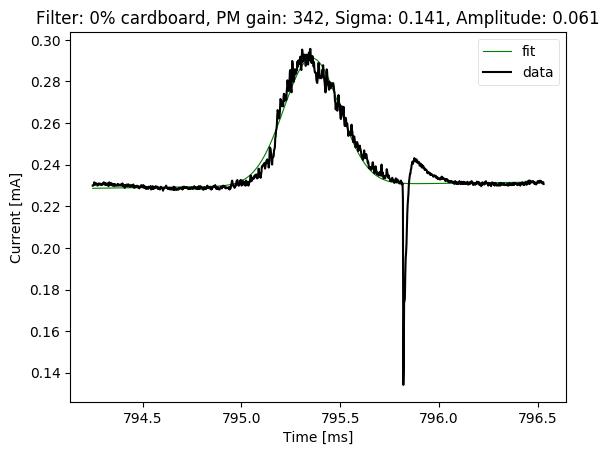 Filter: 0% cardboard, PM gain: 342, Sigma: 0.141, Amplitude: 0.061
0.30
0.28
0.26
0.24
0.22
0.20
0.18
0.16
0.14
Current [mA]
fit
data
794.5 795.0 795.5 796.0 796.5
Time [ms]